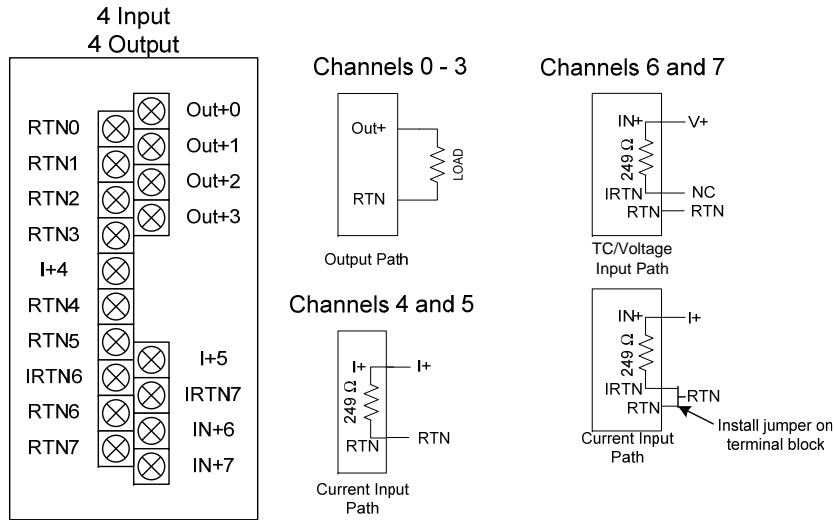 4 Input
4 Output
RTN0
RTN1
RTN2
RTN3
I+4
RTN4
RTN5
IRTN6
RTN6
RTN7
Out+0
Out+1
Out+2
Out+3
I+5
IRTN7
IN+6
IN+7
Channels 0 - 3
Out+
RTN
LOAD
Output Path
Channels 4 and 5
I+
I+
249 Ω
RTN
RTN
Current Input
Path
Channels 6 and 7
IN+
V+
249 Ω
IRTN
NC
RTN
RTN
TC/Voltage
Input Path
IN+
I+
249 Ω
IRTN
RTN
RTN
Install jumper on
terminal block
Current Input
Path